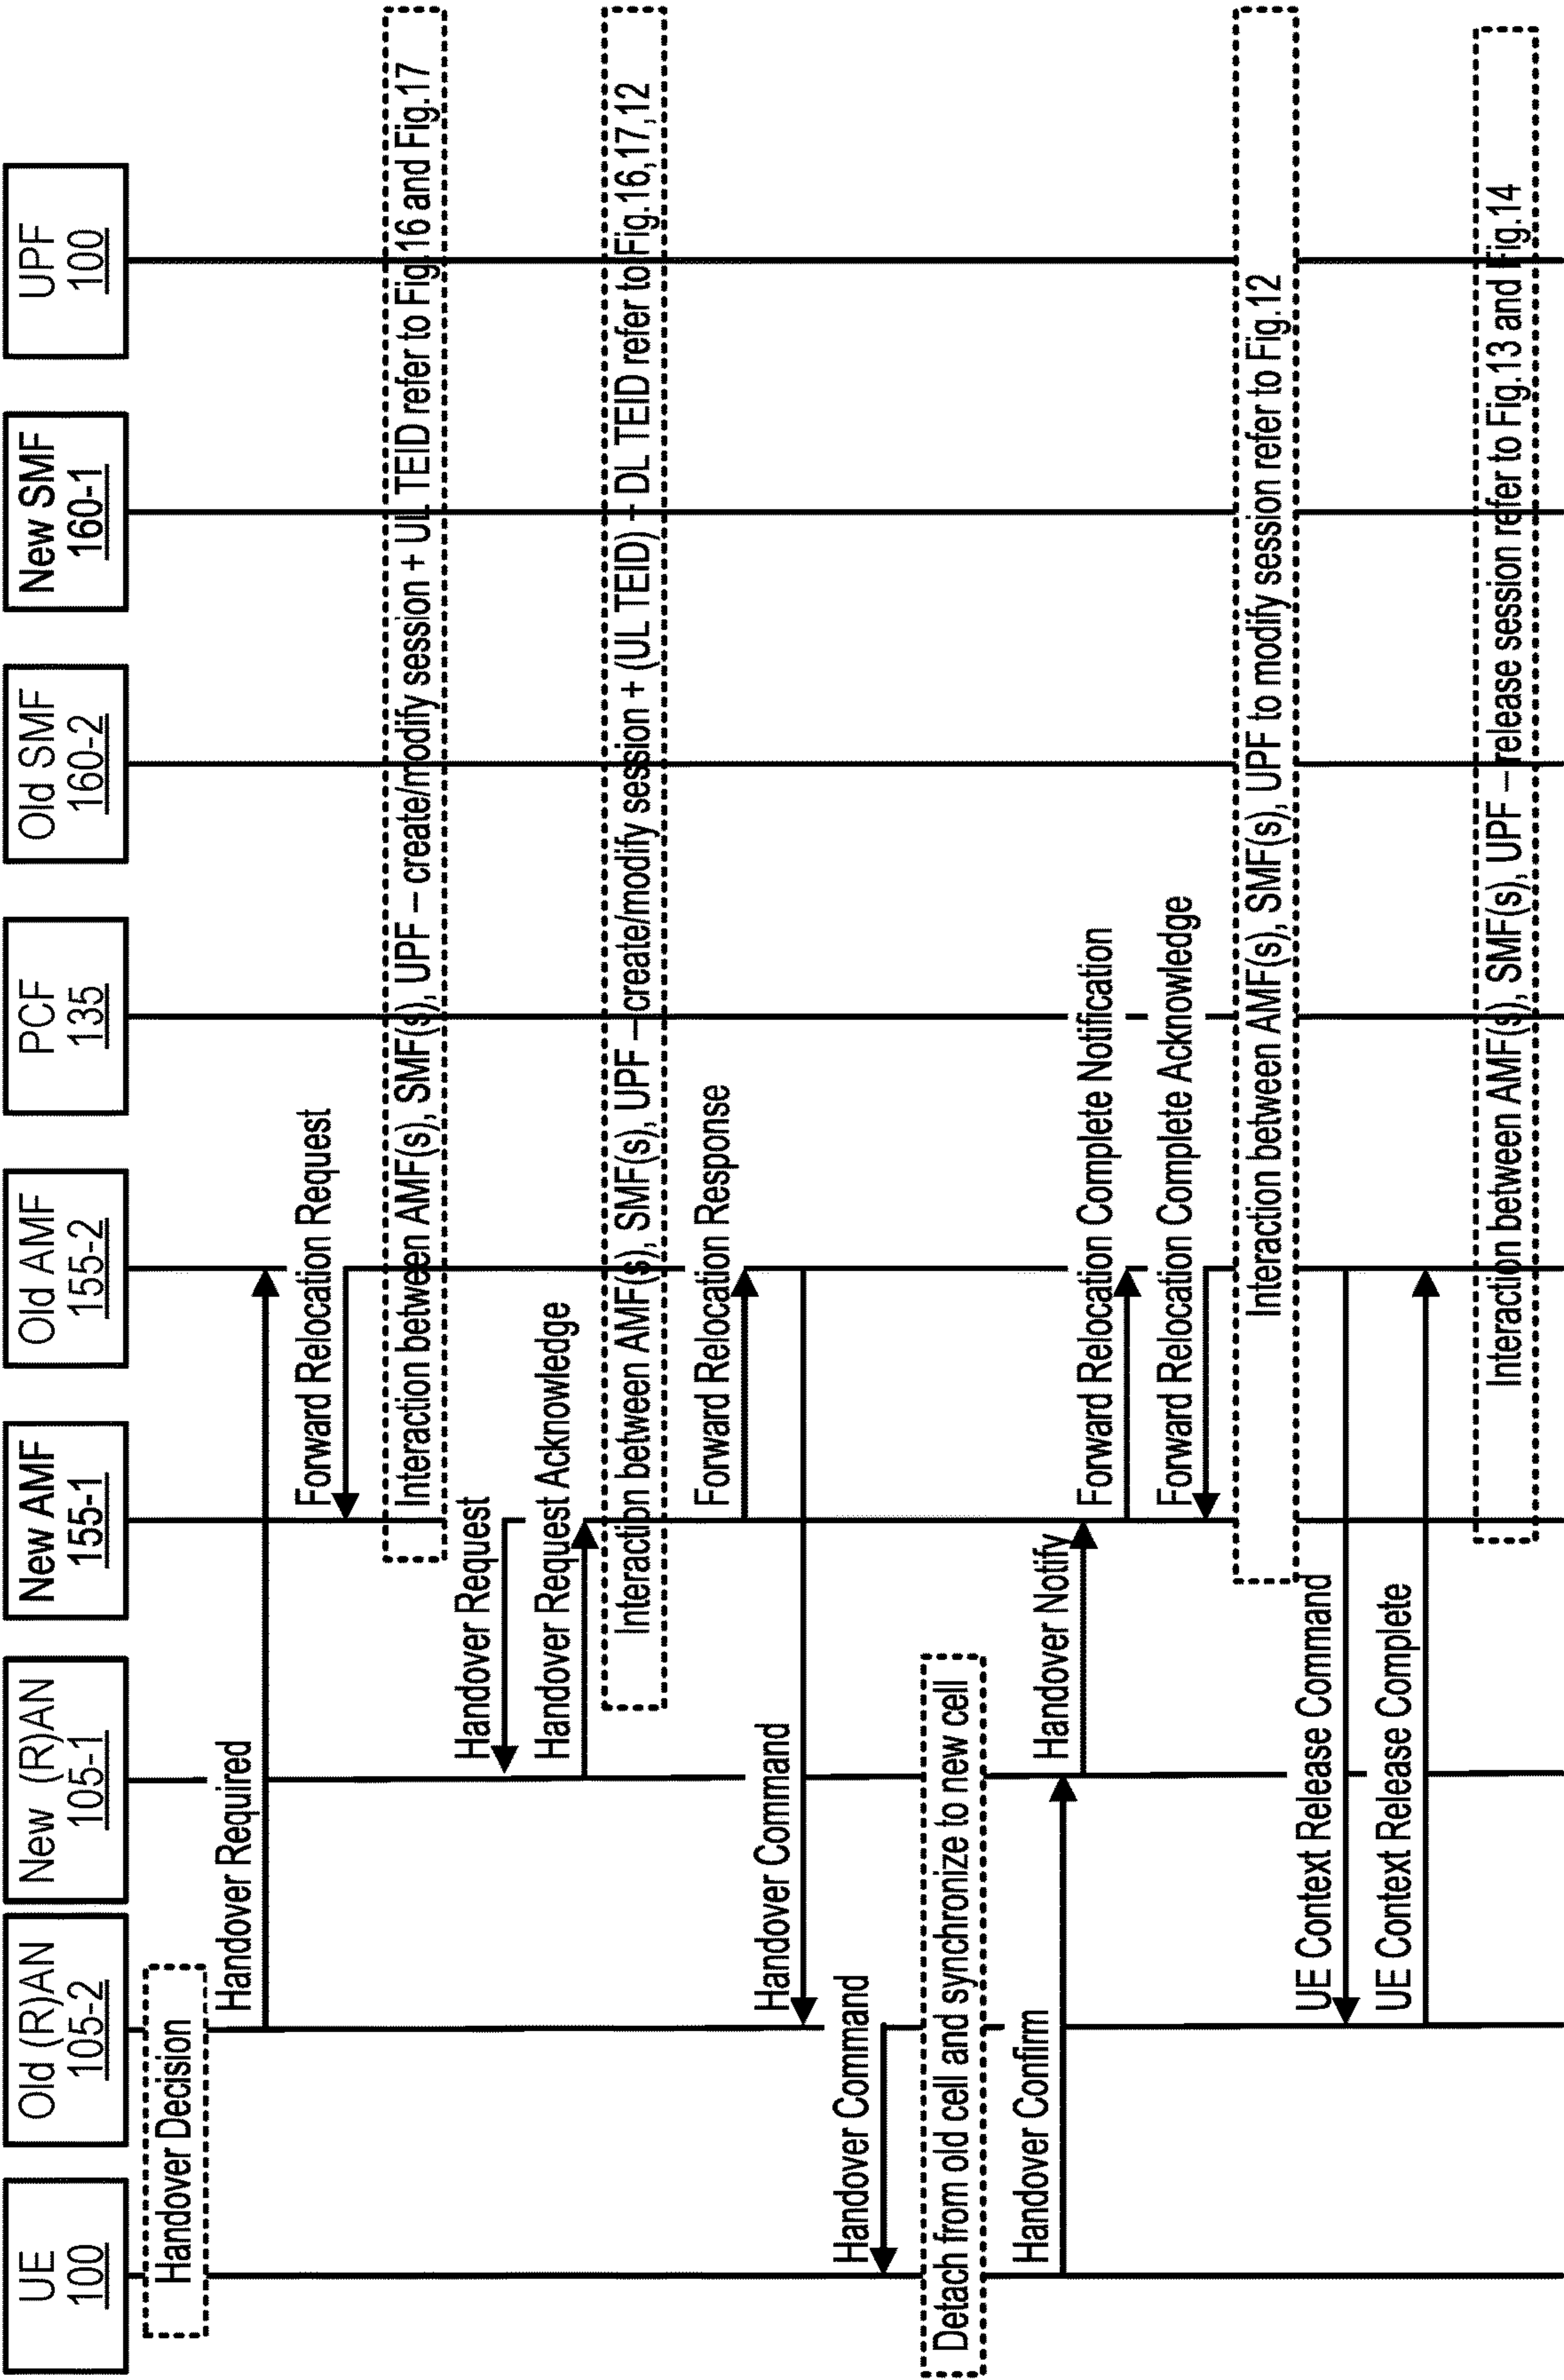 UE
100
Old (R)AN
105-2
New (R)AN
105-1
New AMF
155-1
Old AMF
155-2
PCF
135
Old SMF
160-2
New SMF
160-1
UPF
100
Handover Decision
Handover Required
Forward Relocation Request
Interaction between AMF(s), SMF(s), UPF – create/modify session + UL TEID refer to Fig.16 and Fig.17
Handover Request
Handover Request Acknowledge
Interaction between AMF(s), SMF(s), UPF – create/modify session + (UL TEID) – DL TEID refer to Fig.16,17,12
Forward Relocation Response
Handover Command
Handover Command
Detach from old cell and synchronize to new cell
Handover Confirm
Handover Notify
Forward Relocation Complete Notification
Forward Relocation Complete Acknowledge
Interaction between AMF(s), SMF(s), UPF to modify session refer to Fig.12
UE Context Release Command
UE Context Release Complete
Interaction between AMF(s), SMF(s), UPF – release session refer to Fig.13 and Fig.14